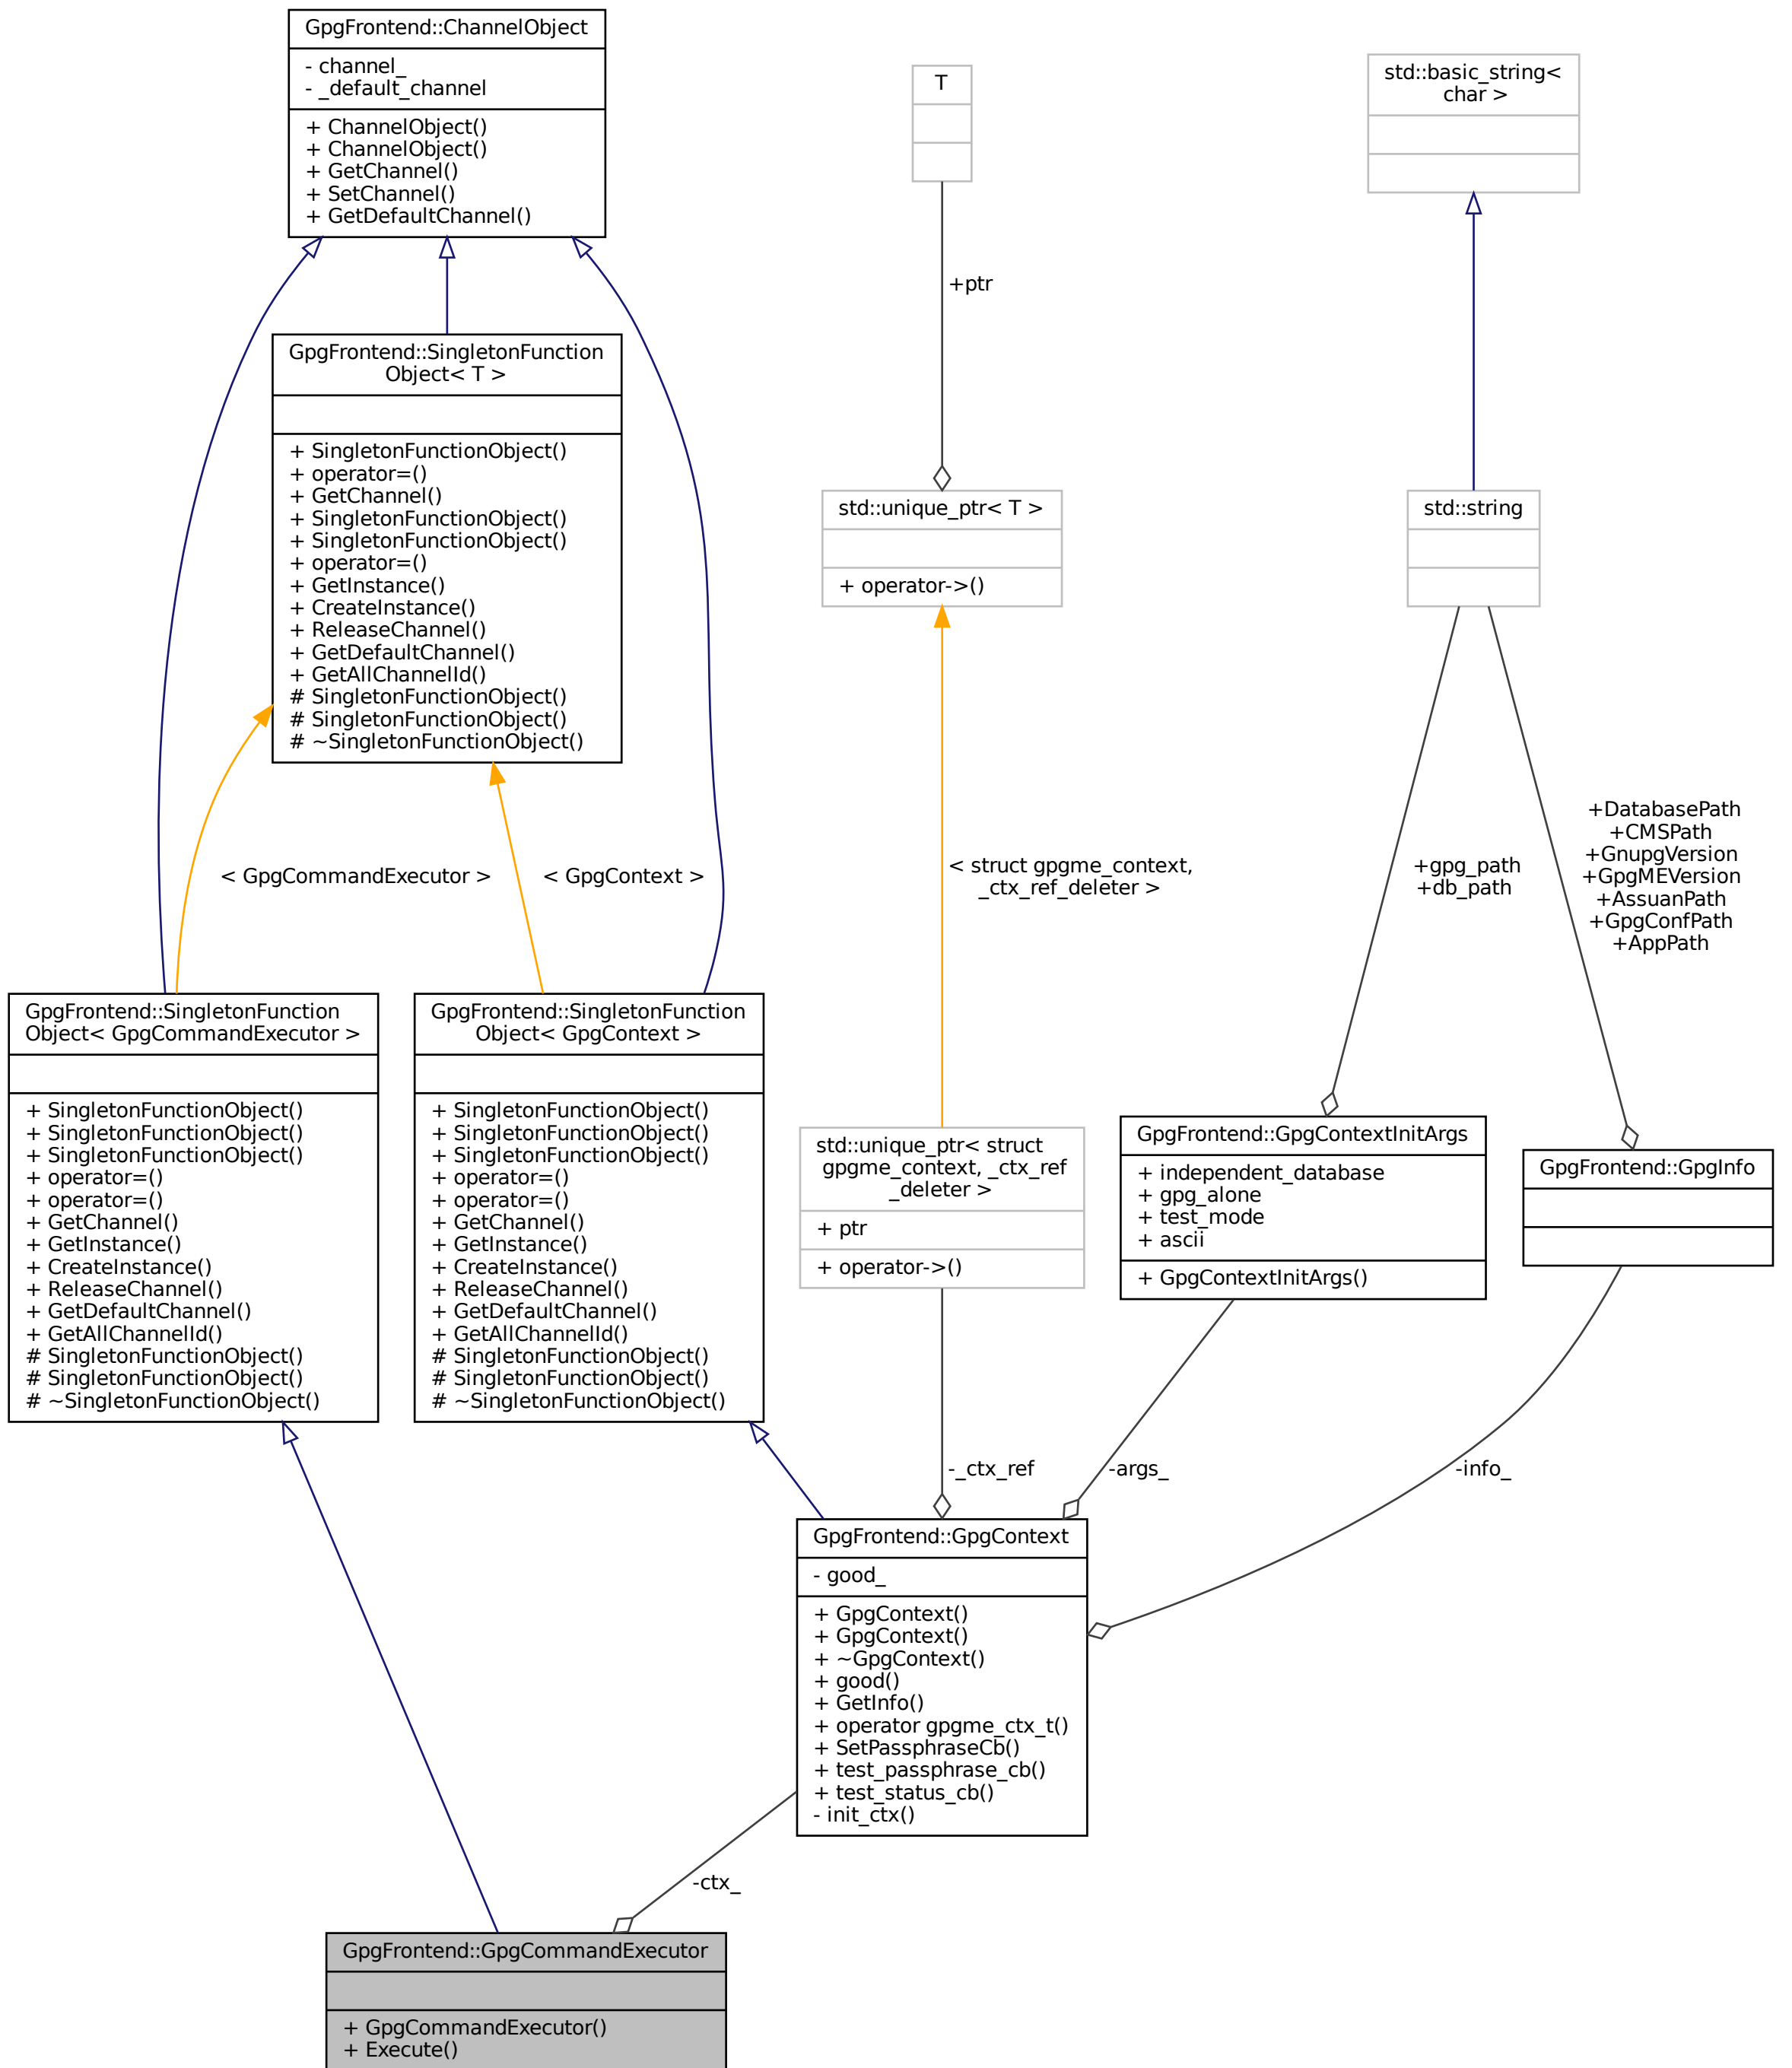 GpgFrontend::ChannelObject
- channel_
- _default_channel
+ ChannelObject()
+ ChannelObject()
+ GetChannel()
+ SetChannel()
+ GetDefaultChannel()
T
std::basic_string<
char >
+ptr
GpgFrontend::SingletonFunction
Object< T >
+ SingletonFunctionObject()
+ operator=()
+ GetChannel()
+ SingletonFunctionObject()
+ SingletonFunctionObject()
+ operator=()
+ GetInstance()
+ CreateInstance()
+ ReleaseChannel()
+ GetDefaultChannel()
+ GetAllChannelId()
# SingletonFunctionObject()
# SingletonFunctionObject()
# ~SingletonFunctionObject()
std::unique_ptr< T >
+ operator->()
std::string
< GpgCommandExecutor >
< GpgContext >
< struct gpgme_context,
_ctx_ref_deleter >
+gpg_path
+db_path
+DatabasePath
+CMSPath
+GnupgVersion
+GpgMEVersion
+AssuanPath
+GpgConfPath
+AppPath
GpgFrontend::SingletonFunction
Object< GpgCommandExecutor >
+ SingletonFunctionObject()
+ SingletonFunctionObject()
+ SingletonFunctionObject()
+ operator=()
+ operator=()
+ GetChannel()
+ GetInstance()
+ CreateInstance()
+ ReleaseChannel()
+ GetDefaultChannel()
+ GetAllChannelId()
# SingletonFunctionObject()
# SingletonFunctionObject()
# ~SingletonFunctionObject()
GpgFrontend::SingletonFunction
Object< GpgContext >
+ SingletonFunctionObject()
+ SingletonFunctionObject()
+ SingletonFunctionObject()
+ operator=()
+ operator=()
+ GetChannel()
+ GetInstance()
+ CreateInstance()
+ ReleaseChannel()
+ GetDefaultChannel()
+ GetAllChannelId()
# SingletonFunctionObject()
# SingletonFunctionObject()
# ~SingletonFunctionObject()
std::unique_ptr< struct
gpgme_context, _ctx_ref
_deleter >
+ ptr
+ operator->()
GpgFrontend::GpgContextInitArgs
+ independent_database
+ gpg_alone
+ test_mode
+ ascii
+ GpgContextInitArgs()
GpgFrontend::GpgInfo
-_ctx_ref
-args_
-info_
GpgFrontend::GpgContext
- good_
+ GpgContext()
+ GpgContext()
+ ~GpgContext()
+ good()
+ GetInfo()
+ operator gpgme_ctx_t()
+ SetPassphraseCb()
+ test_passphrase_cb()
+ test_status_cb()
- init_ctx()
-ctx_
GpgFrontend::GpgCommandExecutor
+ GpgCommandExecutor()
+ Execute()